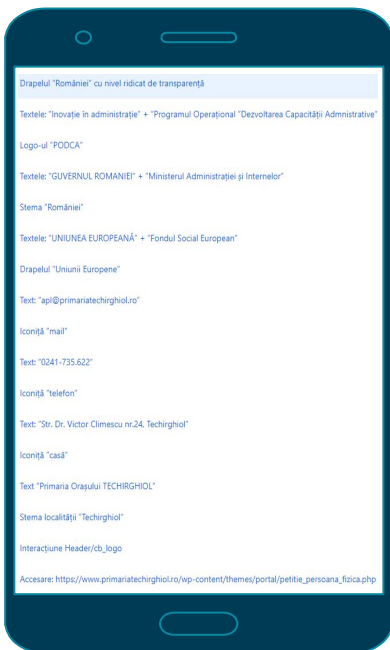 Drapelul "României" cu nivel ridicat de transparență
Textele: "Inovație în administrație" + "Programul Operațional "Dezvoltarea Capacității Admnistrative"
Logo-ul "PODCA"
Textele: "GUVERNUL ROMANIEI" + "Ministerul Administrației și Internelor"
Stema "României"
Textele: "UNIUNEA EUROPEANĂ" + "Fondul Social European"
Drapelul "Uniunii Europene"
Text: "apl@primariatechirghiol.ro"
Iconiță "mail"
Text: "0241-735.622"
Iconiță "telefon"
Text: "Str. Dr. Victor Climescu nr.24, Techirghiol"
Iconiță "casă"
Text "Primaria Orașului TECHIRGHIOL"
Stema localității "Techirghiol"
Interacțiune Header/cb_logo
Accesare: https://www.primariatechirghiol.ro/wp-content/themes/portal/petitie_persoana_fizica.php